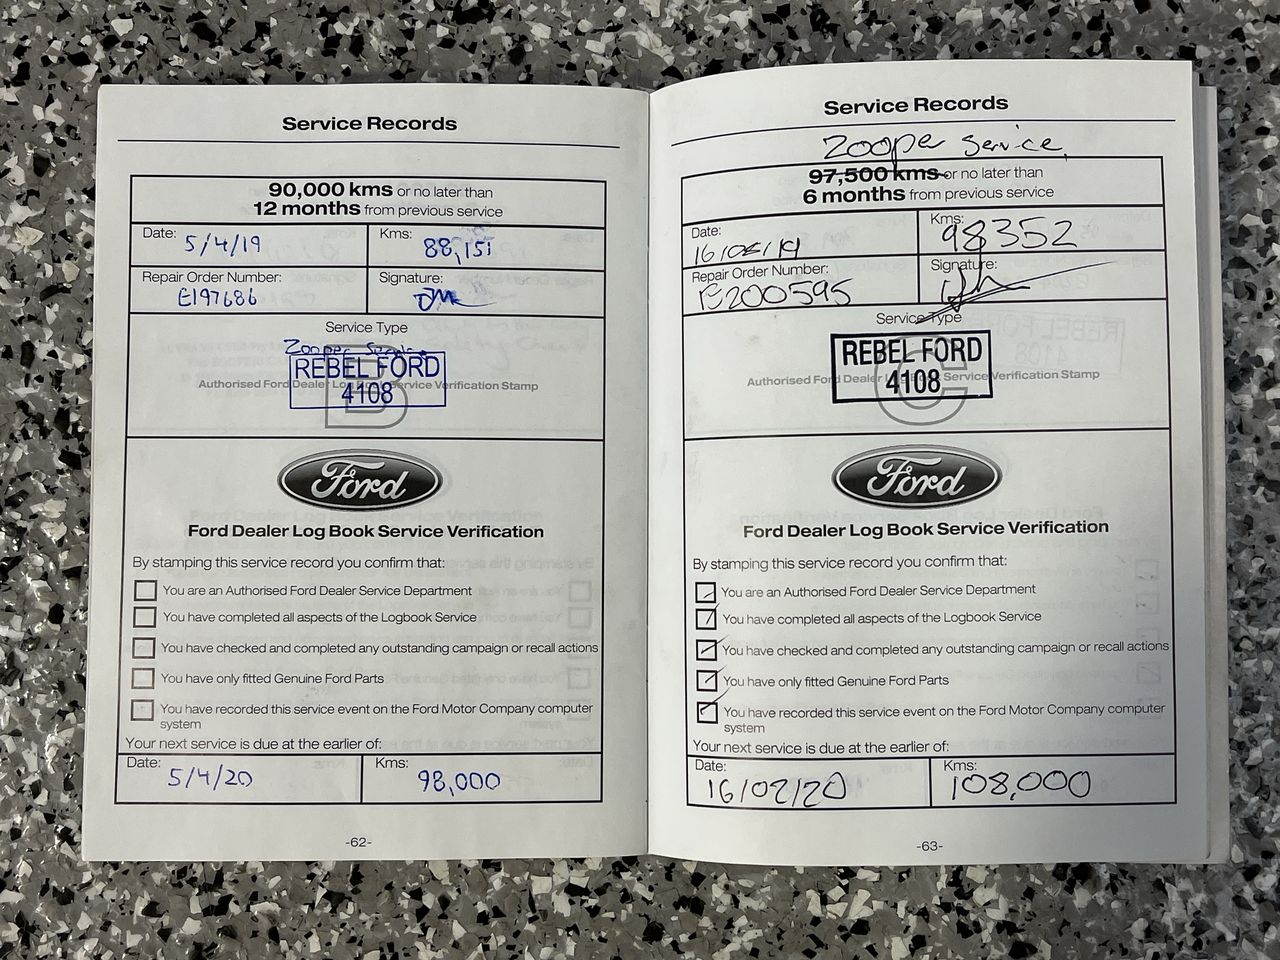 Service Records
90,000 kms or no later than
12 months from previous service
Date: 5/4/19
Kms: 88,151
Repair Order Number: E197686
Signature:
Service Type
Zooper Service
REBEL FORD
4108
Authorised Ford Dealer Log Book Service Verification Stamp
B
Ford
Ford Dealer Log Book Service Verification
By stamping this service record you confirm that:
You are an Authorised Ford Dealer Service Department
You have completed all aspects of the Logbook Service
You have checked and completed any outstanding campaign or recall actions
You have only fitted Genuine Ford Parts
You have recorded this service event on the Ford Motor Company computer
system
Your next service is due at the earlier of:
Date: 5/4/20
Kms: 98,000
-62-
Service Records
Zooper Service
97,500 kms or no later than
6 months from previous service
Date:
Kms: 98352
Repair Order Number: E200595
Signature:
Service Type
REBEL FORD
4108
Authorised Ford Dealer Log Book Service Verification Stamp
C
Ford
Ford Dealer Log Book Service Verification
By stamping this service record you confirm that:
You are an Authorised Ford Dealer Service Department
You have completed all aspects of the Logbook Service
You have checked and completed any outstanding campaign or recall actions
You have only fitted Genuine Ford Parts
You have recorded this service event on the Ford Motor Company computer
system
Your next service is due at the earlier of:
Date: 16/02/20
Kms: 108,000
-63-